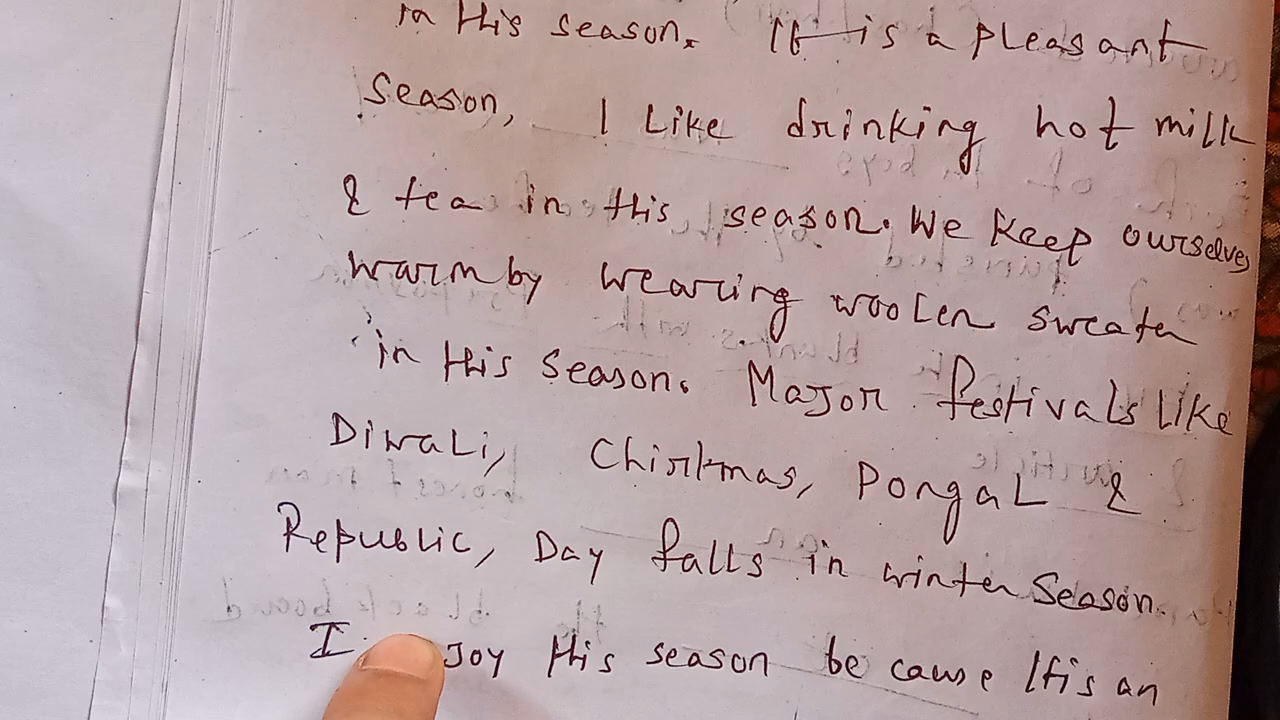 in this season. It is a pleasant
season, I like drinking hot milk
& tea in this season. We keep ourselves
warm by wearing woolen sweater
in this season. Major festivals like
Diwali, Chirstmas, Pongal &
Republic, Day falls in winter season.
I joy this season because It is an